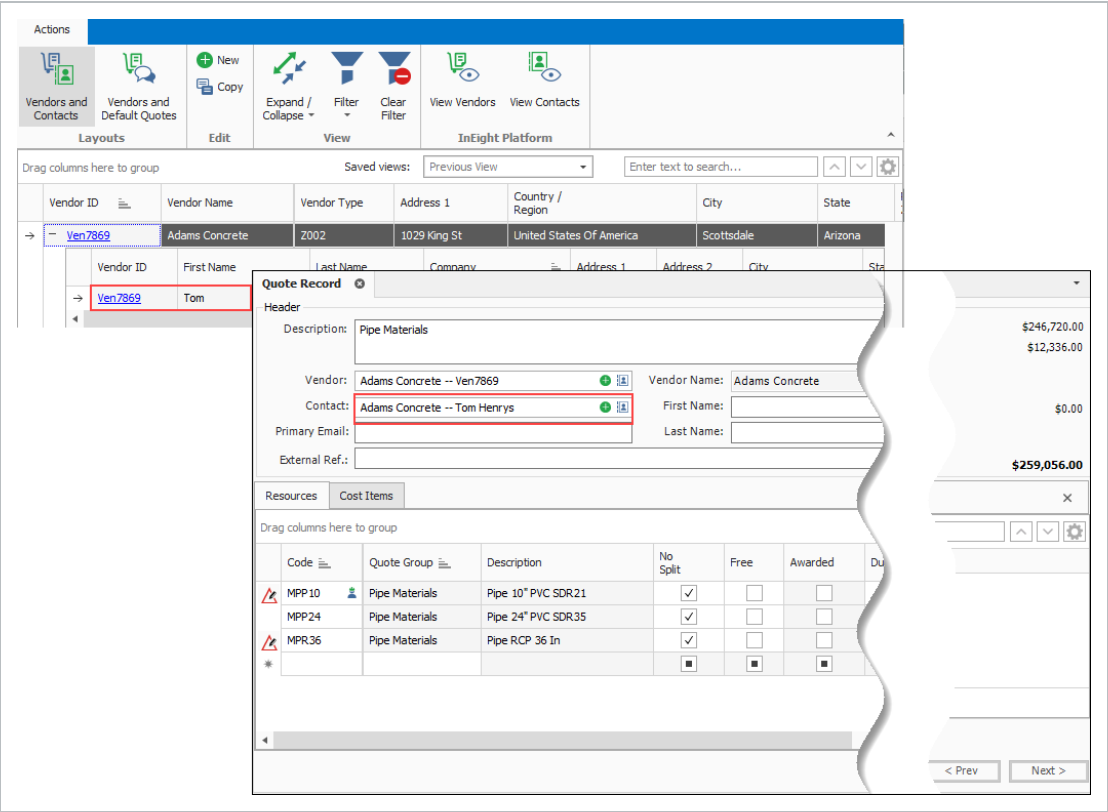 Actions
Vendors and Contacts
Vendors and Default Quotes
New
Copy
Expand / Collapse
Filter
Clear Filter
View Vendors
View Contacts
Layouts
Edit
View
InEight Platform
Drag columns here to group
Saved views:
Previous View
Enter text to search...
Vendor ID
Vendor Name
Vendor Type
Address 1
Country / Region
City
State
Ven7869
Adams Concrete
Z002
1029 King St
United States Of America
Scottsdale
Arizona
Vendor ID
First Name
Last Name
Company
Address 1
Address 2
City
Sta
Ven7869
Tom
Quote Record
Header
Description:
Pipe Materials
$246,720.00
$12,336.00
Vendor:
Adams Concrete -- Ven7869
Vendor Name:
Adams Concrete
Contact:
Adams Concrete -- Tom Henrys
First Name:
$0.00
Primary Email:
Last Name:
External Ref.:
$259,056.00
Resources
Cost Items
Drag columns here to group
Code
Quote Group
Description
No Split
Free
Awarded
Du
MPP10
Pipe Materials
Pipe 10" PVC SDR21
MPP24
Pipe Materials
Pipe 24" PVC SDR35
MPR36
Pipe Materials
Pipe RCP 36 In
< Prev
Next >